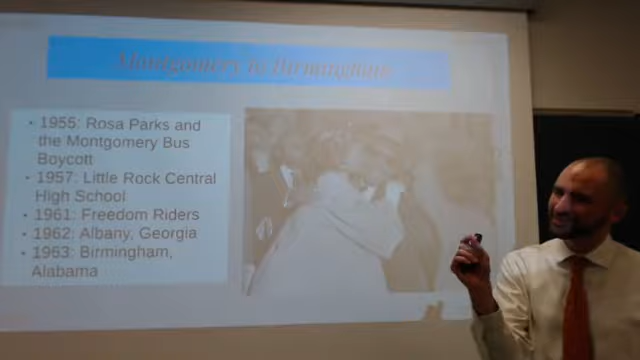 Montgomery to Birmingham
• 1955: Rosa Parks and
the Montgomery Bus
Boycott
• 1957: Little Rock Central
High School
• 1961: Freedom Riders
• 1962: Albany, Georgia
• 1963: Birmingham,
Alabama